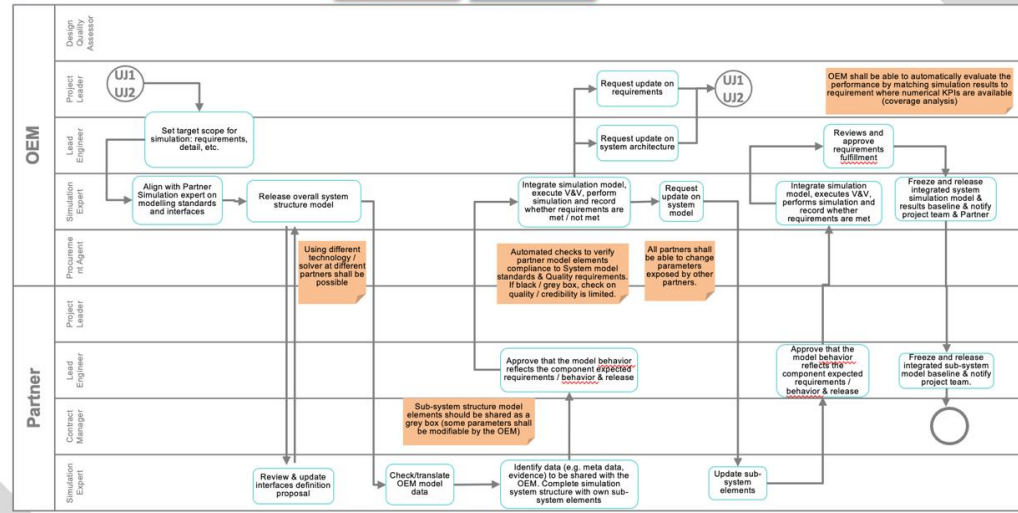 OEM
Design
Quality
Assessor
Project
Leader
UJ1
UJ2
Request update on
requirements
UJ1
UJ2
OEM shall be able to automatically evaluate the
performance by matching simulation results to
requirement where numerical KPIs are available
(coverage analysis)
Lead
Engineer
Set target scope for
simulation: requirements,
detail, etc.
Request update on
system architecture
Reviews and
approve
requirements
fulfillment
Simulation
Expert
Align with Partner
Simulation expert on
modelling standards
and interfaces
Release overall system
structure model
Integrate simulation model,
execute V&V, perform
simulation and record
whether requirements are
met / not met
Request
update on
system
model
Integrate simulation
model, executes V&V,
performs simulation and
record whether
requirements are met
Freeze and release
integrated system
simulation model &
results baseline & notify
project team & Partner
Procureme
nt Agent
Using different
technology /
solver at different
partners shall be
possible
Automated checks to verify
partner model elements
compliance to System model
standards & Quality requirements.
If black / grey box, check on
quality / credibility is limited.
All partners shall
be able to change
parameters
exposed by other
partners.
Partner
Project
Leader
Lead
Engineer
Approve that the model behavior
reflects the component expected
requirements / behavior & release
Approve that the
model behavior
reflects the
component expected
requirements /
behavior & release
Freeze and release
integrated sub-system
model baseline & notify
project team.
Contract
Manager
Sub-system structure model
elements should be shared as a
grey box (some parameters shall
be modifiable by the OEM)
Simulation
Expert
Review & update
interfaces definition
proposal
Check/translate
OEM model
data
Identify data (e.g. meta data,
evidence) to be shared with the
OEM. Complete simulation
system structure with own sub-
system elements
Update sub-
system
elements